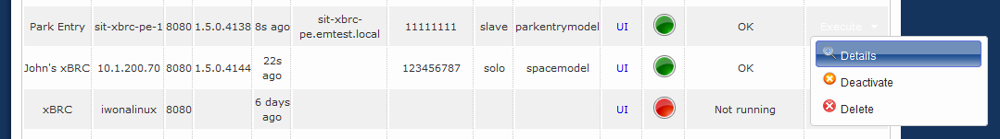 Park Entry sit-xbrc-pe-1 8080 1.5.0.4138 8s ago sit-xbrc-pe.emtest.local 11111111 slave parkentrymodel UI OK Execute
John's xBRC 10.1.200.70 8080 1.5.0.4144 22s ago 123456787 solo spacemodel UI OK
xBRC iwonalinux 8080 6 days ago UI Not running
Details
Deactivate
Delete